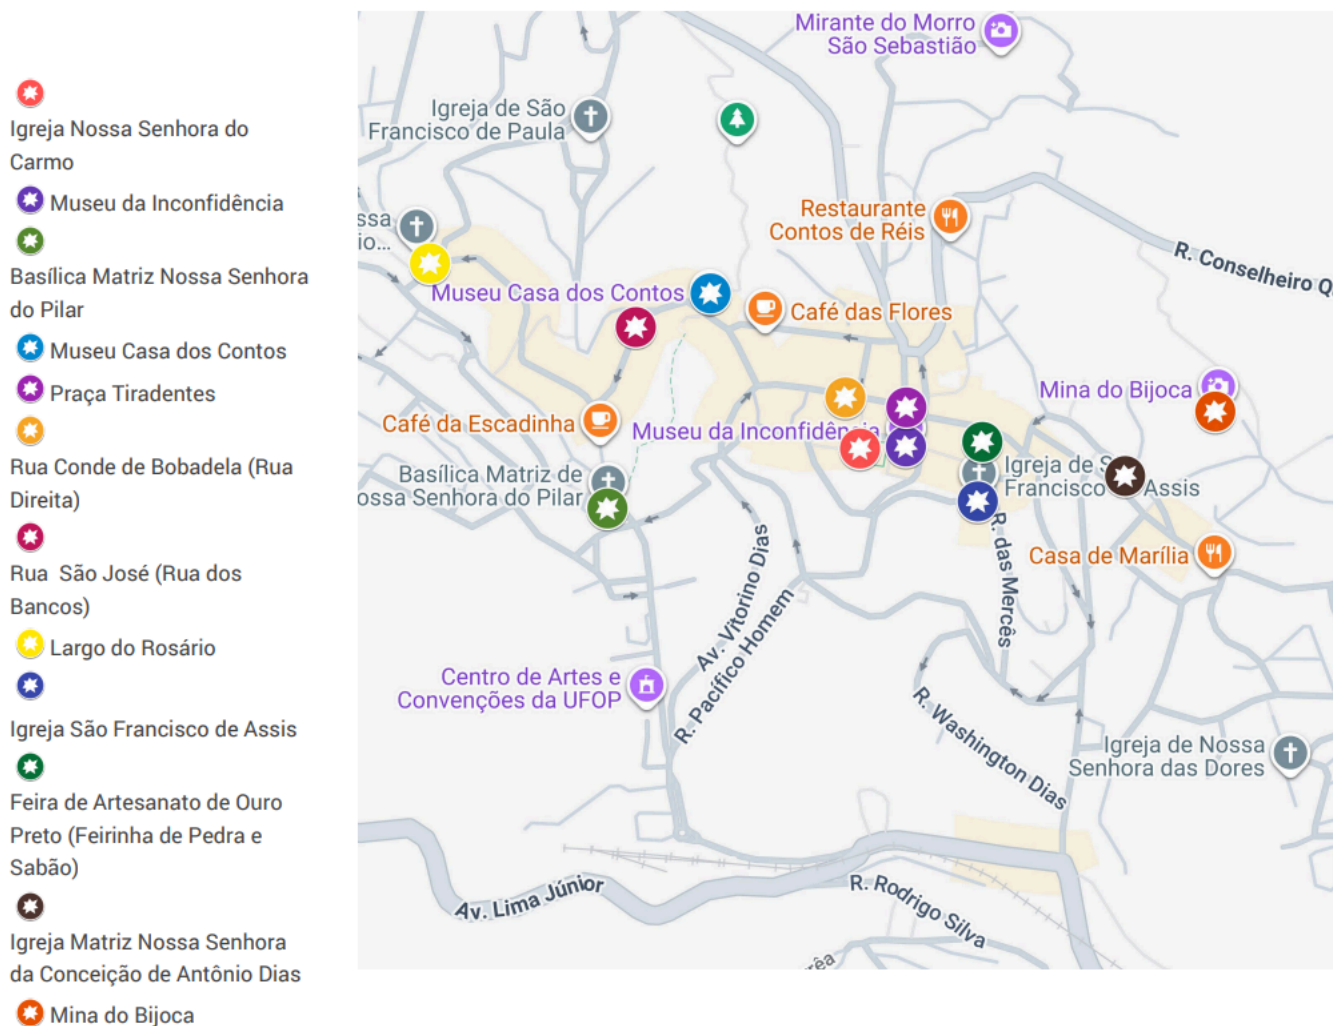 Igreja Nossa Senhora do
Carmo
Museu da Inconfidência
Basílica Matriz Nossa Senhora
do Pilar
Museu Casa dos Contos
Praça Tiradentes
Rua Conde de Bobadela (Rua
Direita)
Rua São José (Rua dos
Bancos)
Largo do Rosário
Igreja São Francisco de Assis
Feira de Artesanato de Ouro
Preto (Feirinha de Pedra e
Sabão)
Igreja Matriz Nossa Senhora
da Conceição de Antônio Dias
Mina do Bijoca
Mirante do Morro
São Sebastião
Igreja de São
Francisco de Paula
Restaurante
Contos de Réis
ssa
io...
R. Conselheiro Q
Museu Casa dos Contos
Café das Flores
Mina do Bijoca
Café da Escadinha
Museu da Inconfidência
Basílica Matriz de
ossa Senhora do Pilar
Igreja de S
Francisco Assis
R. das Mercês
Casa de Marília
Av. Vitorino Dias
R. Pacífico Homem
Centro de Artes e
Convenções da UFOP
R. Washington Dias
Igreja de Nossa
Senhora das Dores
Av. Lima Júnior
R. Rodrigo Silva
rêa